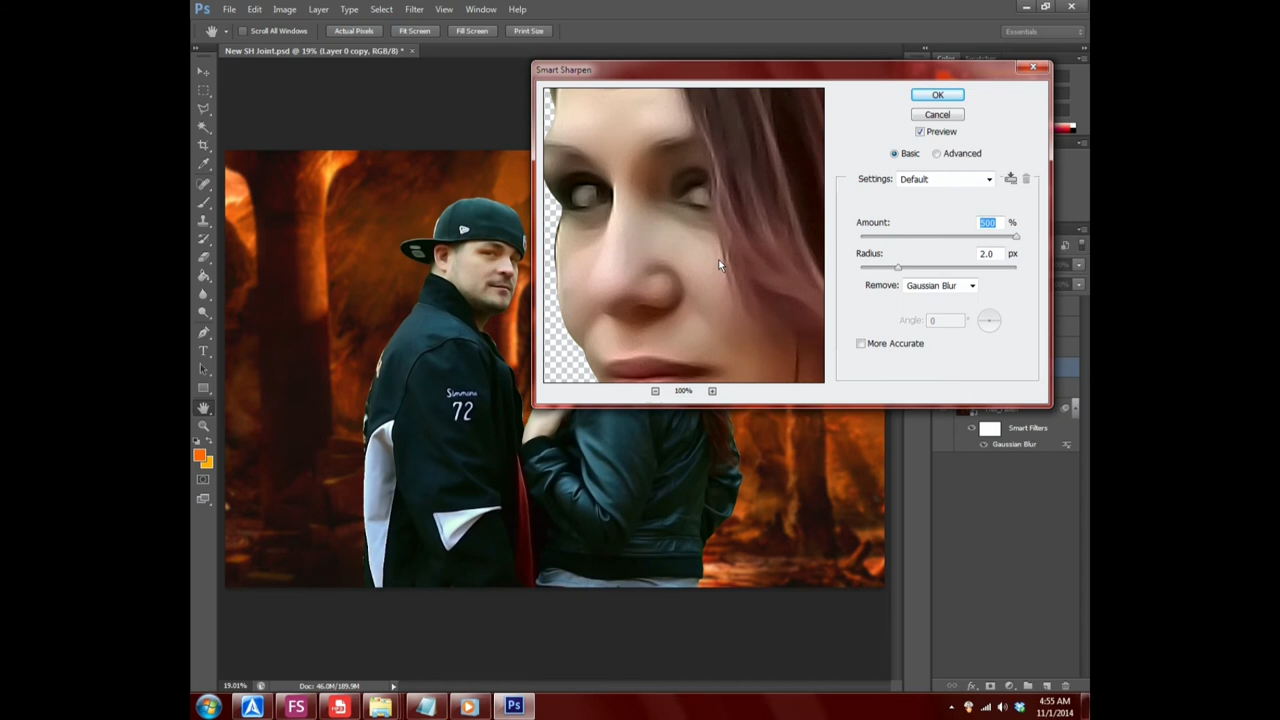 Ps File Edit Image Layer Type Select Filter View Window Help
Scroll All Windows Actual Pixels Fit Screen Fill Screen Print Size Essentials
New SH Joint.psd @ 19% (Layer 0 copy, RGB/8) * ×
Smart Sharpen
OK
Cancel
Preview
Basic Advanced
Settings: Default
Amount: 500 %
Radius: 2.0 px
Remove: Gaussian Blur
Angle: 0 °
More Accurate
100%
Simmons
72
Smart Filters
Gaussian Blur
19.01% Doc: 46.0M/189.9M
FS Ps
4:55 AM
11/1/2014